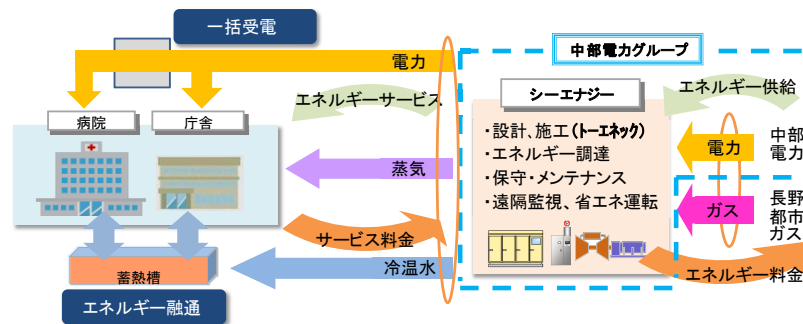 一括受電
中部電力グループ
電力
エネルギーサービス
シーエナジー
エネルギー供給
病院
庁舎
・設計、施工(トーエネック)
・エネルギー調達
・保守・メンテナンス
・遠隔監視、省エネ運転
電力
中部
電力
蒸気
ガス
長野
都市
ガス
サービス料金
冷温水
エネルギー料金
蓄熱槽
エネルギー融通